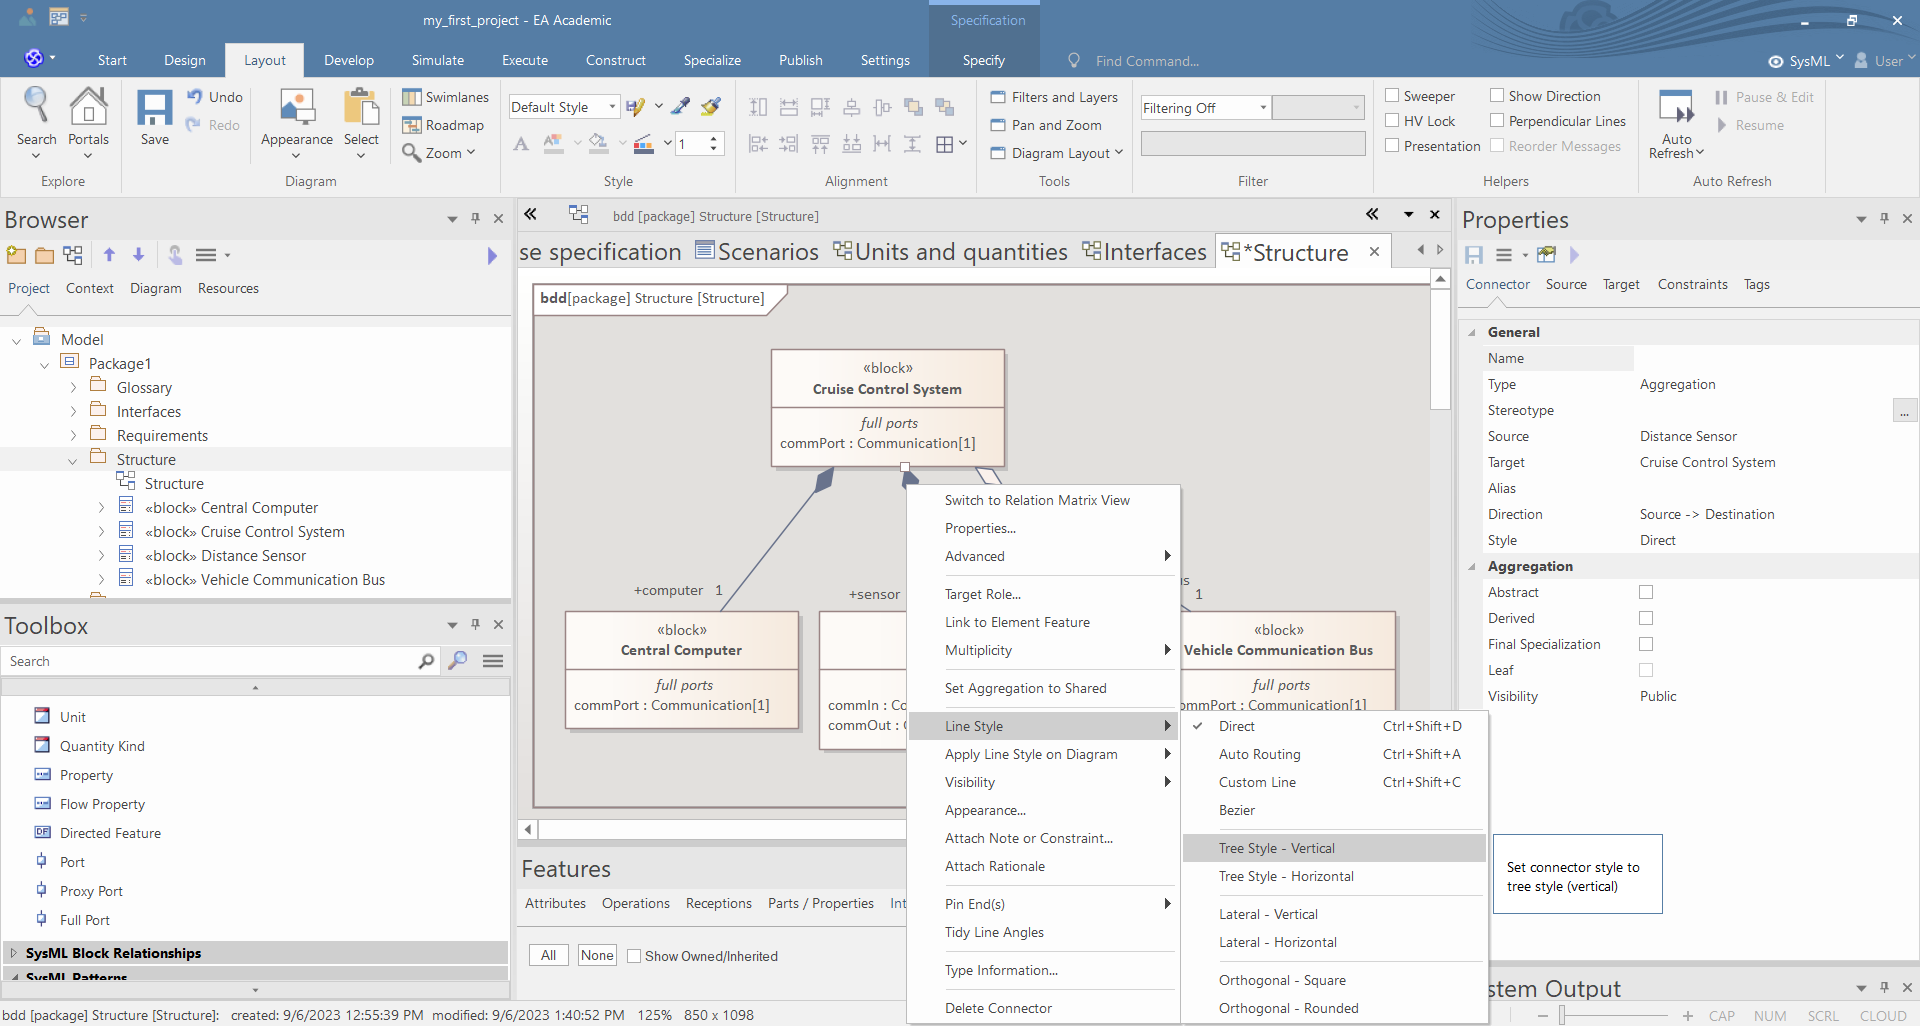 my_first_project - EA Academic
Specification
Start Design Layout Develop Simulate Execute Construct Specialize Publish Settings Specify Find Command... SysML User
Search
Portals
Explore
Save
Undo
Redo
Appearance
Select
Swimlanes
Roadmap
Zoom
Diagram
Default Style
1
Style
Alignment
Filters and Layers
Pan and Zoom
Diagram Layout
Tools
Filtering Off
Filter
Sweeper
HV Lock
Presentation
Show Direction
Perpendicular Lines
Reorder Messages
Helpers
Auto
Refresh
Pause & Edit
Resume
Auto Refresh
Browser
Project Context Diagram Resources
Model
Package1
Glossary
Interfaces
Requirements
Structure
Structure
«block» Central Computer
«block» Cruise Control System
«block» Distance Sensor
«block» Vehicle Communication Bus
Toolbox
Search
Unit
Quantity Kind
Property
Flow Property
DF Directed Feature
Port
Proxy Port
Full Port
SysML Block Relationships
SysML Patterns
bdd [package] Structure [Structure]
se specification Scenarios Units and quantities Interfaces *Structure
bdd[package] Structure [Structure]
«block»
Cruise Control System
full ports
commPort : Communication[1]
+computer 1
+sensor
us
1
«block»
Central Computer
full ports
commPort : Communication[1]
commIn : Co
commOut : C
«block»
Vehicle Communication Bus
full ports
mPort : Communication[1]
Switch to Relation Matrix View
Properties...
Advanced
Target Role...
Link to Element Feature
Multiplicity
Set Aggregation to Shared
Line Style
Apply Line Style on Diagram
Visibility
Appearance...
Attach Note or Constraint...
Attach Rationale
Pin End(s)
Tidy Line Angles
Type Information...
Delete Connector
Direct Ctrl+Shift+D
Auto Routing Ctrl+Shift+A
Custom Line Ctrl+Shift+C
Bezier
Tree Style - Vertical
Tree Style - Horizontal
Lateral - Vertical
Lateral - Horizontal
Orthogonal - Square
Orthogonal - Rounded
Set connector style to
tree style (vertical)
Features
Attributes Operations Receptions Parts / Properties Int
All None Show Owned/Inherited
Properties
Connector Source Target Constraints Tags
General
Name
Type Aggregation
Stereotype ...
Source Distance Sensor
Target Cruise Control System
Alias
Direction Source -> Destination
Style Direct
Aggregation
Abstract
Derived
Final Specialization
Leaf
Visibility Public
stem Output
bdd [package] Structure [Structure]: created: 9/6/2023 12:55:39 PM modified: 9/6/2023 1:40:52 PM 125% 850 x 1098
CAP NUM SCRL CLOUD